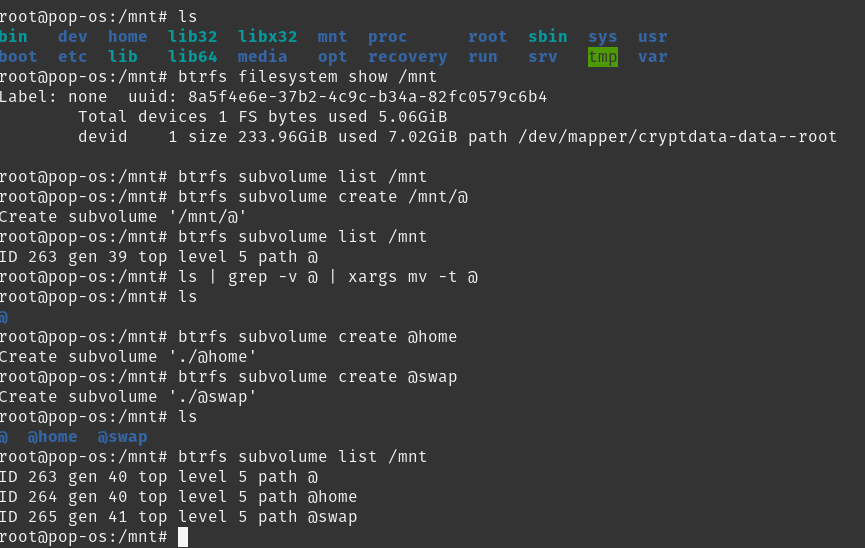 root@pop-os:/mnt# ls
bin   dev  home  lib32  libx32  mnt  proc      root  sbin  sys  usr
boot  etc  lib   lib64  media   opt  recovery  run   srv   tmp  var
root@pop-os:/mnt# btrfs filesystem show /mnt
Label: none  uuid: 8a5f4e6e-37b2-4c9c-b34a-82fc0579c6b4
        Total devices 1 FS bytes used 5.06GiB
        devid    1 size 233.96GiB used 7.02GiB path /dev/mapper/cryptdata-data--root
root@pop-os:/mnt# btrfs subvolume list /mnt
root@pop-os:/mnt# btrfs subvolume create /mnt/@
Create subvolume '/mnt/@'
root@pop-os:/mnt# btrfs subvolume list /mnt
ID 263 gen 39 top level 5 path @
root@pop-os:/mnt# ls | grep -v @ | xargs mv -t @
root@pop-os:/mnt# ls
@
root@pop-os:/mnt# btrfs subvolume create @home
Create subvolume './@home'
root@pop-os:/mnt# btrfs subvolume create @swap
Create subvolume './@swap'
root@pop-os:/mnt# ls
@  @home  @swap
root@pop-os:/mnt# btrfs subvolume list /mnt
ID 263 gen 40 top level 5 path @
ID 264 gen 40 top level 5 path @home
ID 265 gen 41 top level 5 path @swap
root@pop-os:/mnt#